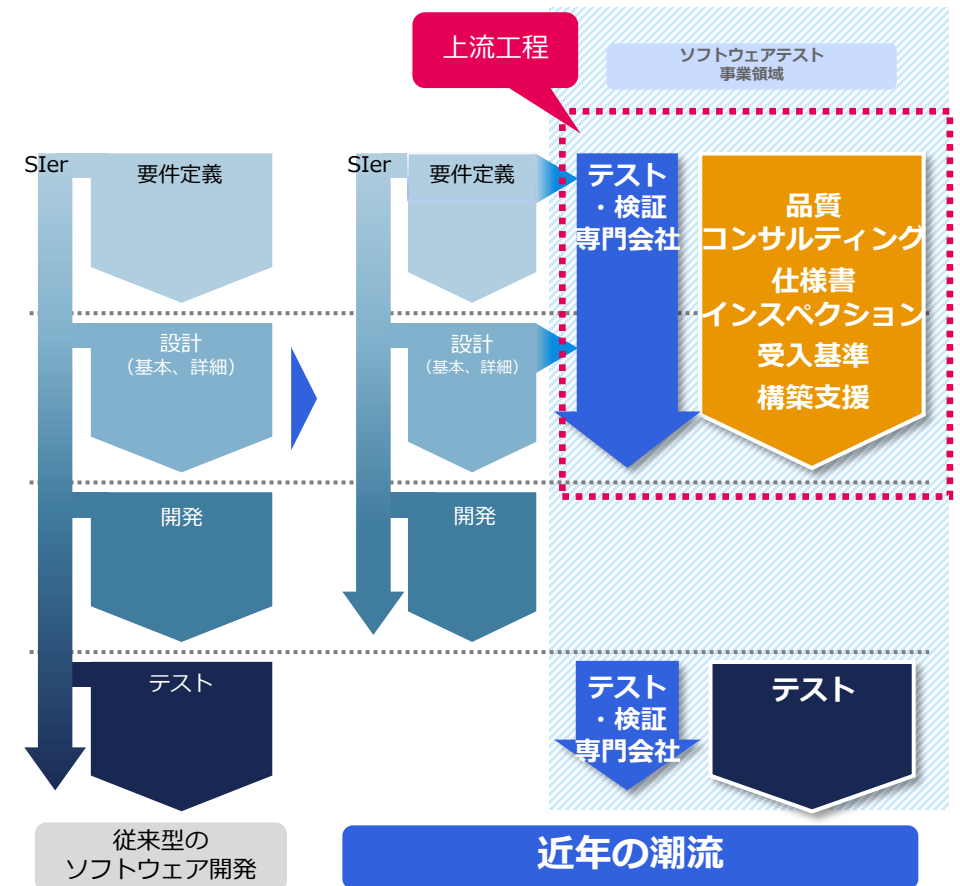 上流工程
ソフトウェアテスト
事業領域
SIer
要件定義
SIer
要件定義
テスト
・検証
専門会社
品質
コンサルティング
仕様書
インスペクション
受入基準
構築支援
設計
（基本、詳細）
設計
（基本、詳細）
開発
開発
テスト
テスト
・検証
専門会社
テスト
従来型の
ソフトウェア開発
近年の潮流